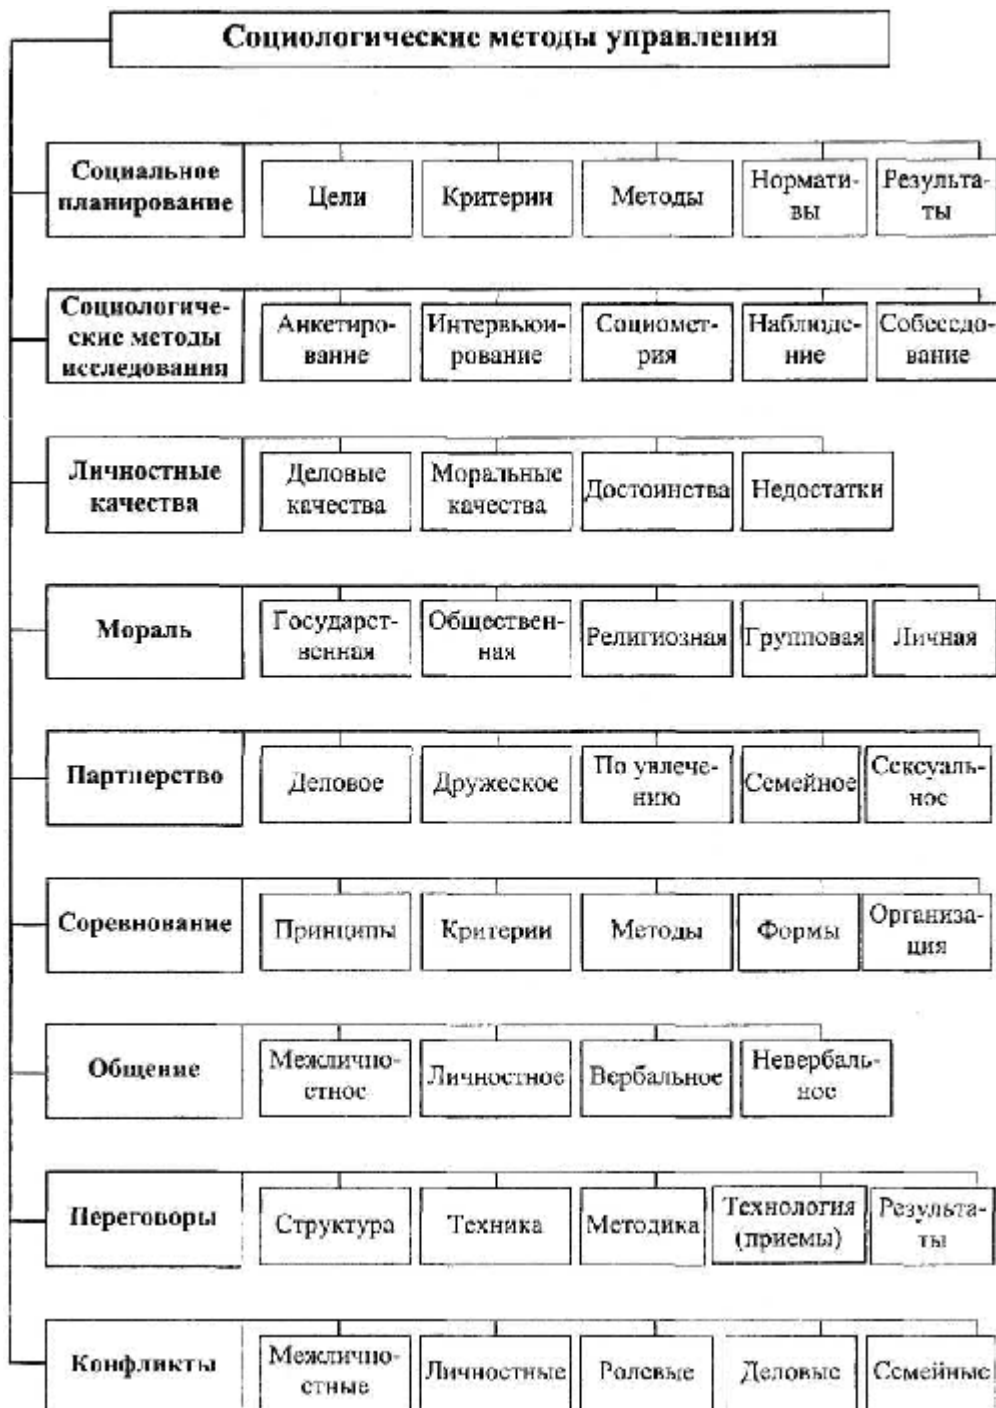 Социологические методы управления
Социальное
планирование
Цели
Критерии
Методы
Нормати-
вы
Результа-
ты
Социологиче-
ские методы
исследования
Анкетиро-
вание
Интервьюи-
рование
Социомет-
рия
Наблюде-
ние
Собеседо-
вание
Личностные
качества
Деловые
качества
Моральные
качества
Достоинства
Недостатки
Мораль
Государст-
венная
Общественн-
ная
Религиозная
Групповая
Личная
Партнерство
Деловое
Дружеское
По увлече-
нию
Семейное
Сексуаль-
ное
Соревнование
Принципы
Критерии
Методы
Формы
Организа-
ция
Общение
Межлично-
стное
Личностное
Вербальное
Невербаль-
ное
Переговоры
Структура
Техника
Методика
Технология
(приемы)
Результа-
ты
Конфликты
Межлично-
стные
Личностные
Ролевые
Деловые
Семейные